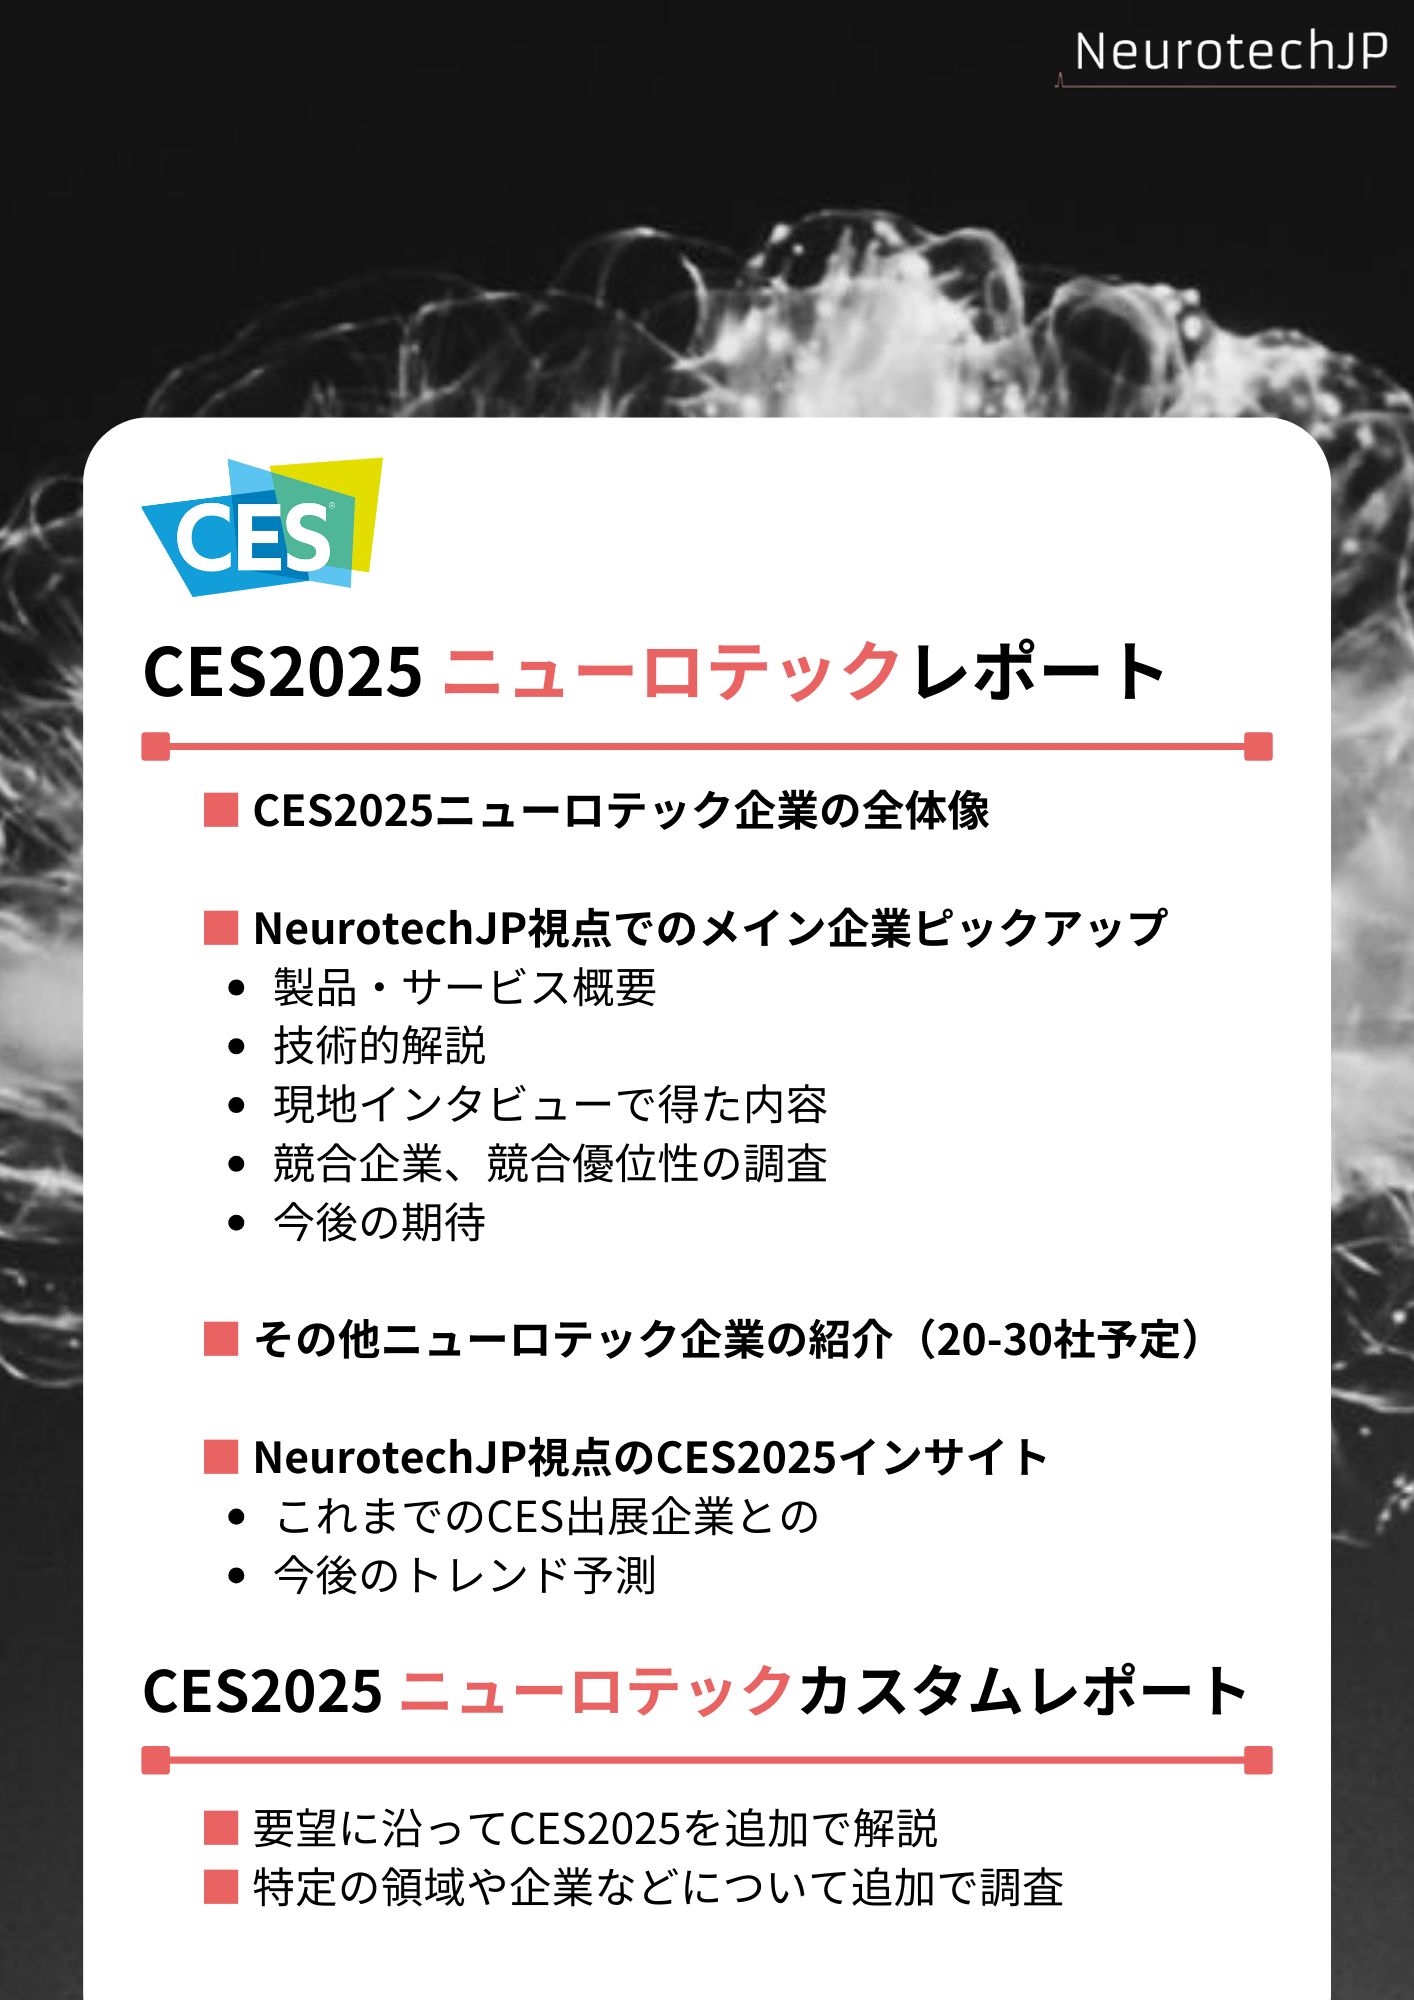 NeurotechJP
CES®
CES2025 ニューロテックレポート
■ CES2025ニューロテック企業の全体像
■ NeurotechJP視点でのメイン企業ピックアップ
• 製品・サービス概要
• 技術的解説
• 現地インタビューで得た内容
• 競合企業、競合優位性の調査
• 今後の期待
■ その他ニューロテック企業の紹介（20-30社予定）
■ NeurotechJP視点のCES2025インサイト
• これまでのCES出展企業との
• 今後のトレンド予測
CES2025 ニューロテックカスタムレポート
■ 要望に沿ってCES2025を追加で解説
■ 特定の領域や企業などについて追加で調査